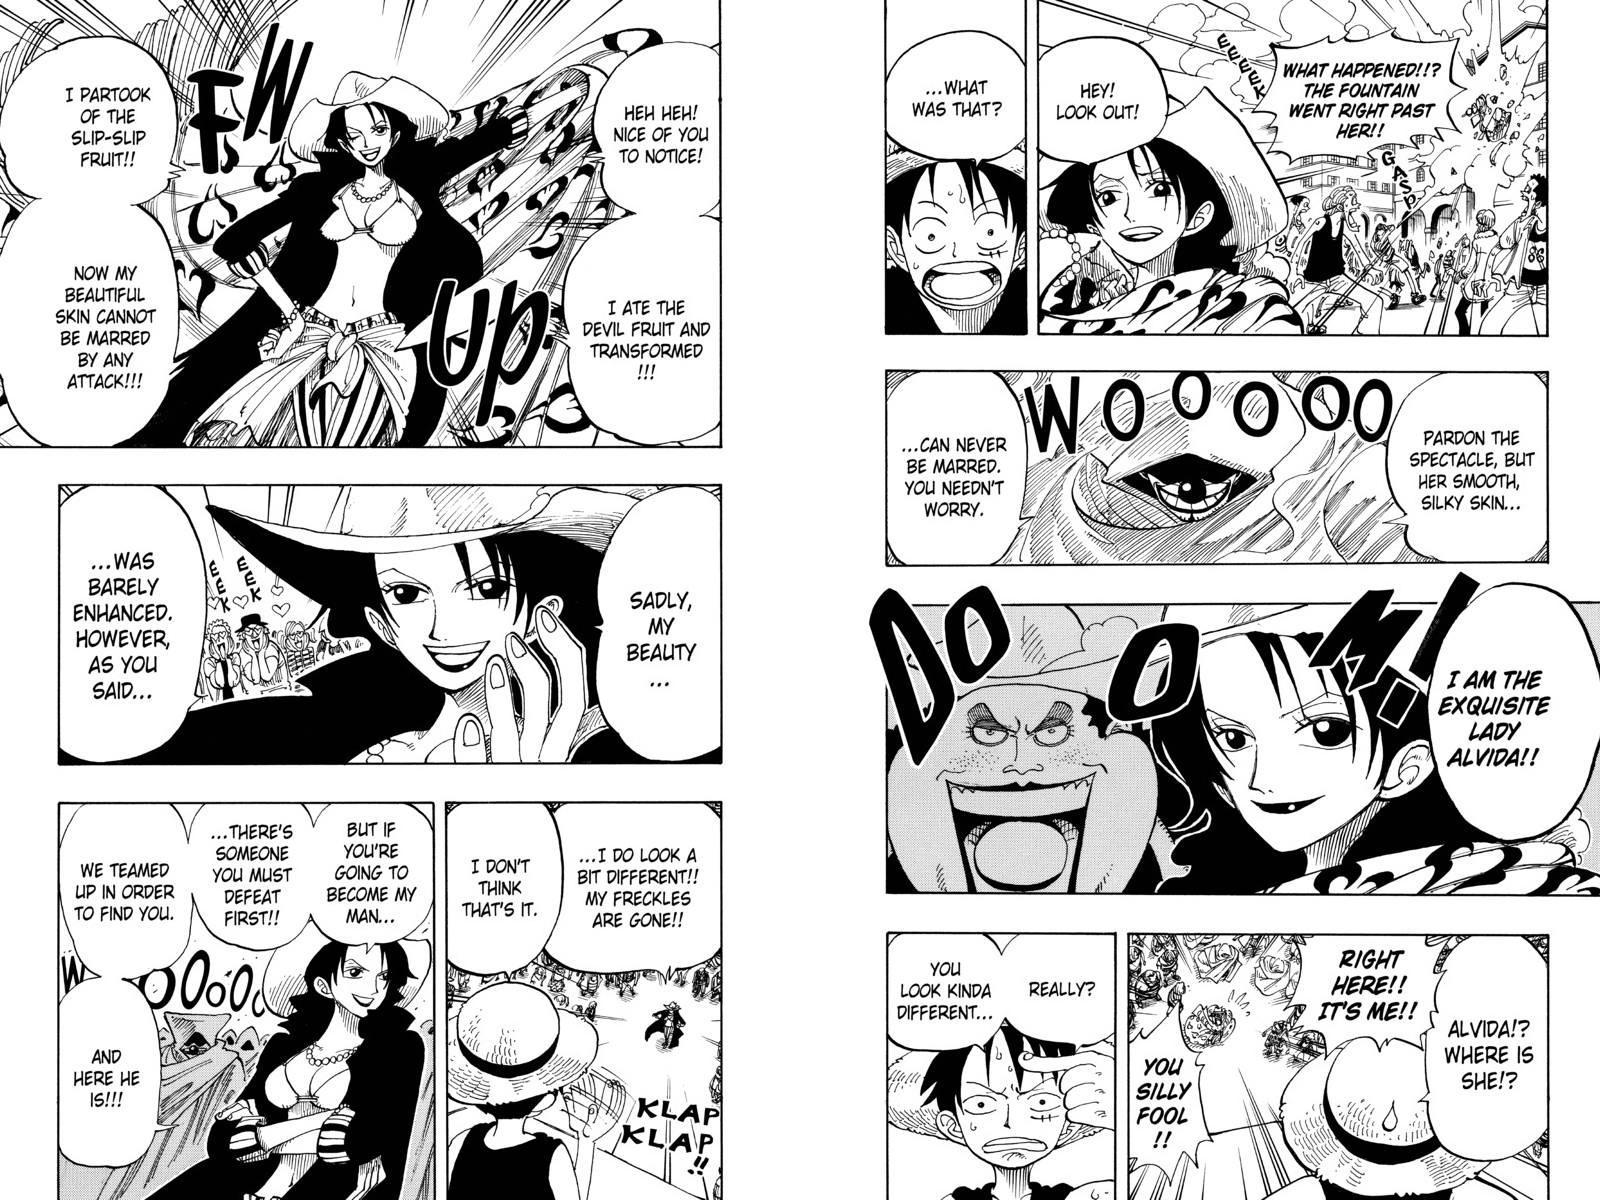 WHAT HAPPENED!!?
THE FOUNTAIN
WENT RIGHT PAST
HER!!
EEEEEK
GASP
HEY!
LOOK OUT!
...WHAT
WAS THAT?
PARDON THE
SPECTACLE, BUT
HER SMOOTH,
SILKY SKIN...
WOOOOOO
...CAN NEVER
BE MARRED.
YOU NEEDN'T
WORRY.
I AM THE
EXQUISITE
LADY
ALVIDA!!
DOOM!
ALVIDA!?
WHERE IS
SHE!?
RIGHT
HERE!!
IT'S ME!!
YOU
SILLY
FOOL
!!
REALLY?
YOU
LOOK KINDA
DIFFERENT...
HEH HEH!
NICE OF YOU
TO NOTICE!
I ATE THE
DEVIL FRUIT AND
TRANSFORMED
!!!
FW
UP
I PARTOOK
OF THE
SLIP-SLIP
FRUIT!!
NOW MY
BEAUTIFUL
SKIN CANNOT
BE MARRED
BY ANY
ATTACK!!!
SADLY,
MY
BEAUTY
...
EEK
EEEK
...WAS
BARELY
ENHANCED.
HOWEVER,
AS YOU
SAID...
...I DO LOOK A
BIT DIFFERENT!!
MY FRECKLES
ARE GONE!!
I DON'T
THINK
THAT'S IT.
KLAP
KLAP
!!
BUT IF
YOU'RE
GOING TO
BECOME MY
MAN...
...THERE'S
SOMEONE
YOU MUST
DEFEAT
FIRST!!
WE TEAMED
UP IN ORDER
TO FIND YOU.
WOOOOO
AND
HERE HE
IS!!!